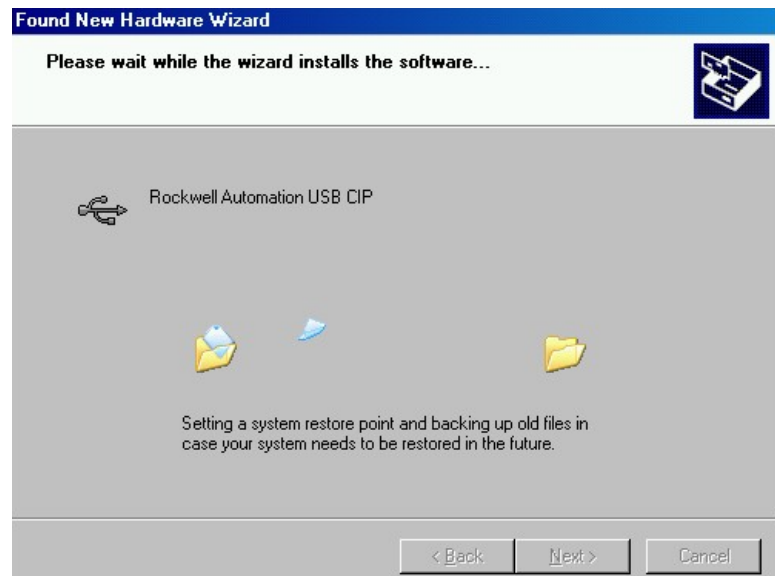 Found New Hardware Wizard
Please wait while the wizard installs the software...
Rockwell Automation USB CIP
Setting a system restore point and backing up old files in
case your system needs to be restored in the future.
< Back
Next >
Cancel